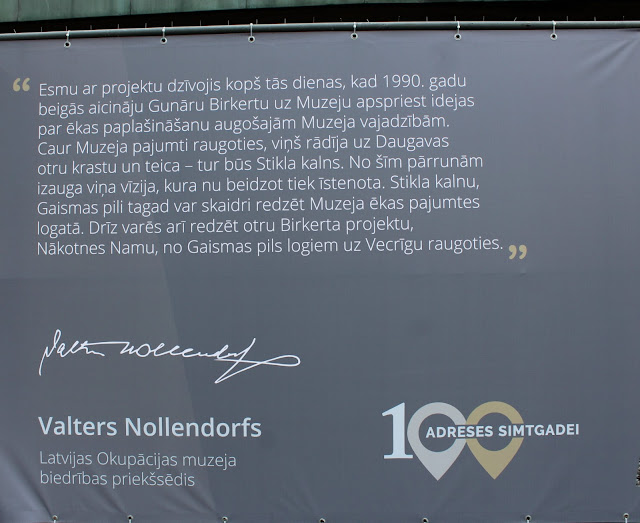 “ Esmu ar projektu dzīvojis kopš tās dienas, kad 1990. gadu
beigās aicināju Gunāru Birkertu uz Muzeju apspriest idejas
par ēkas paplašināšanu augošajām Muzeja vajadzībām.
Caur Muzeja pajumti raugoties, viņš rādīja uz Daugavas
otru krastu un teica – tur būs Stikla kalns. No šīm pārrunām
izauga viņa vīzija, kura nu beidzot tiek īstenota. Stikla kalnu,
Gaismas pili tagad var skaidri redzēt Muzeja ēkas pajumtes
logatā. Drīz varēs arī redzēt otru Birkerta projektu,
Nākotnes Namu, no Gaismas pils logiem uz Vecrīgu raugoties. ”
Valters Nollendorfs
Valters Nollendorfs
Latvijas Okupācijas muzeja
biedrības priekšsēdis
100 ADRESES SIMTGADEI